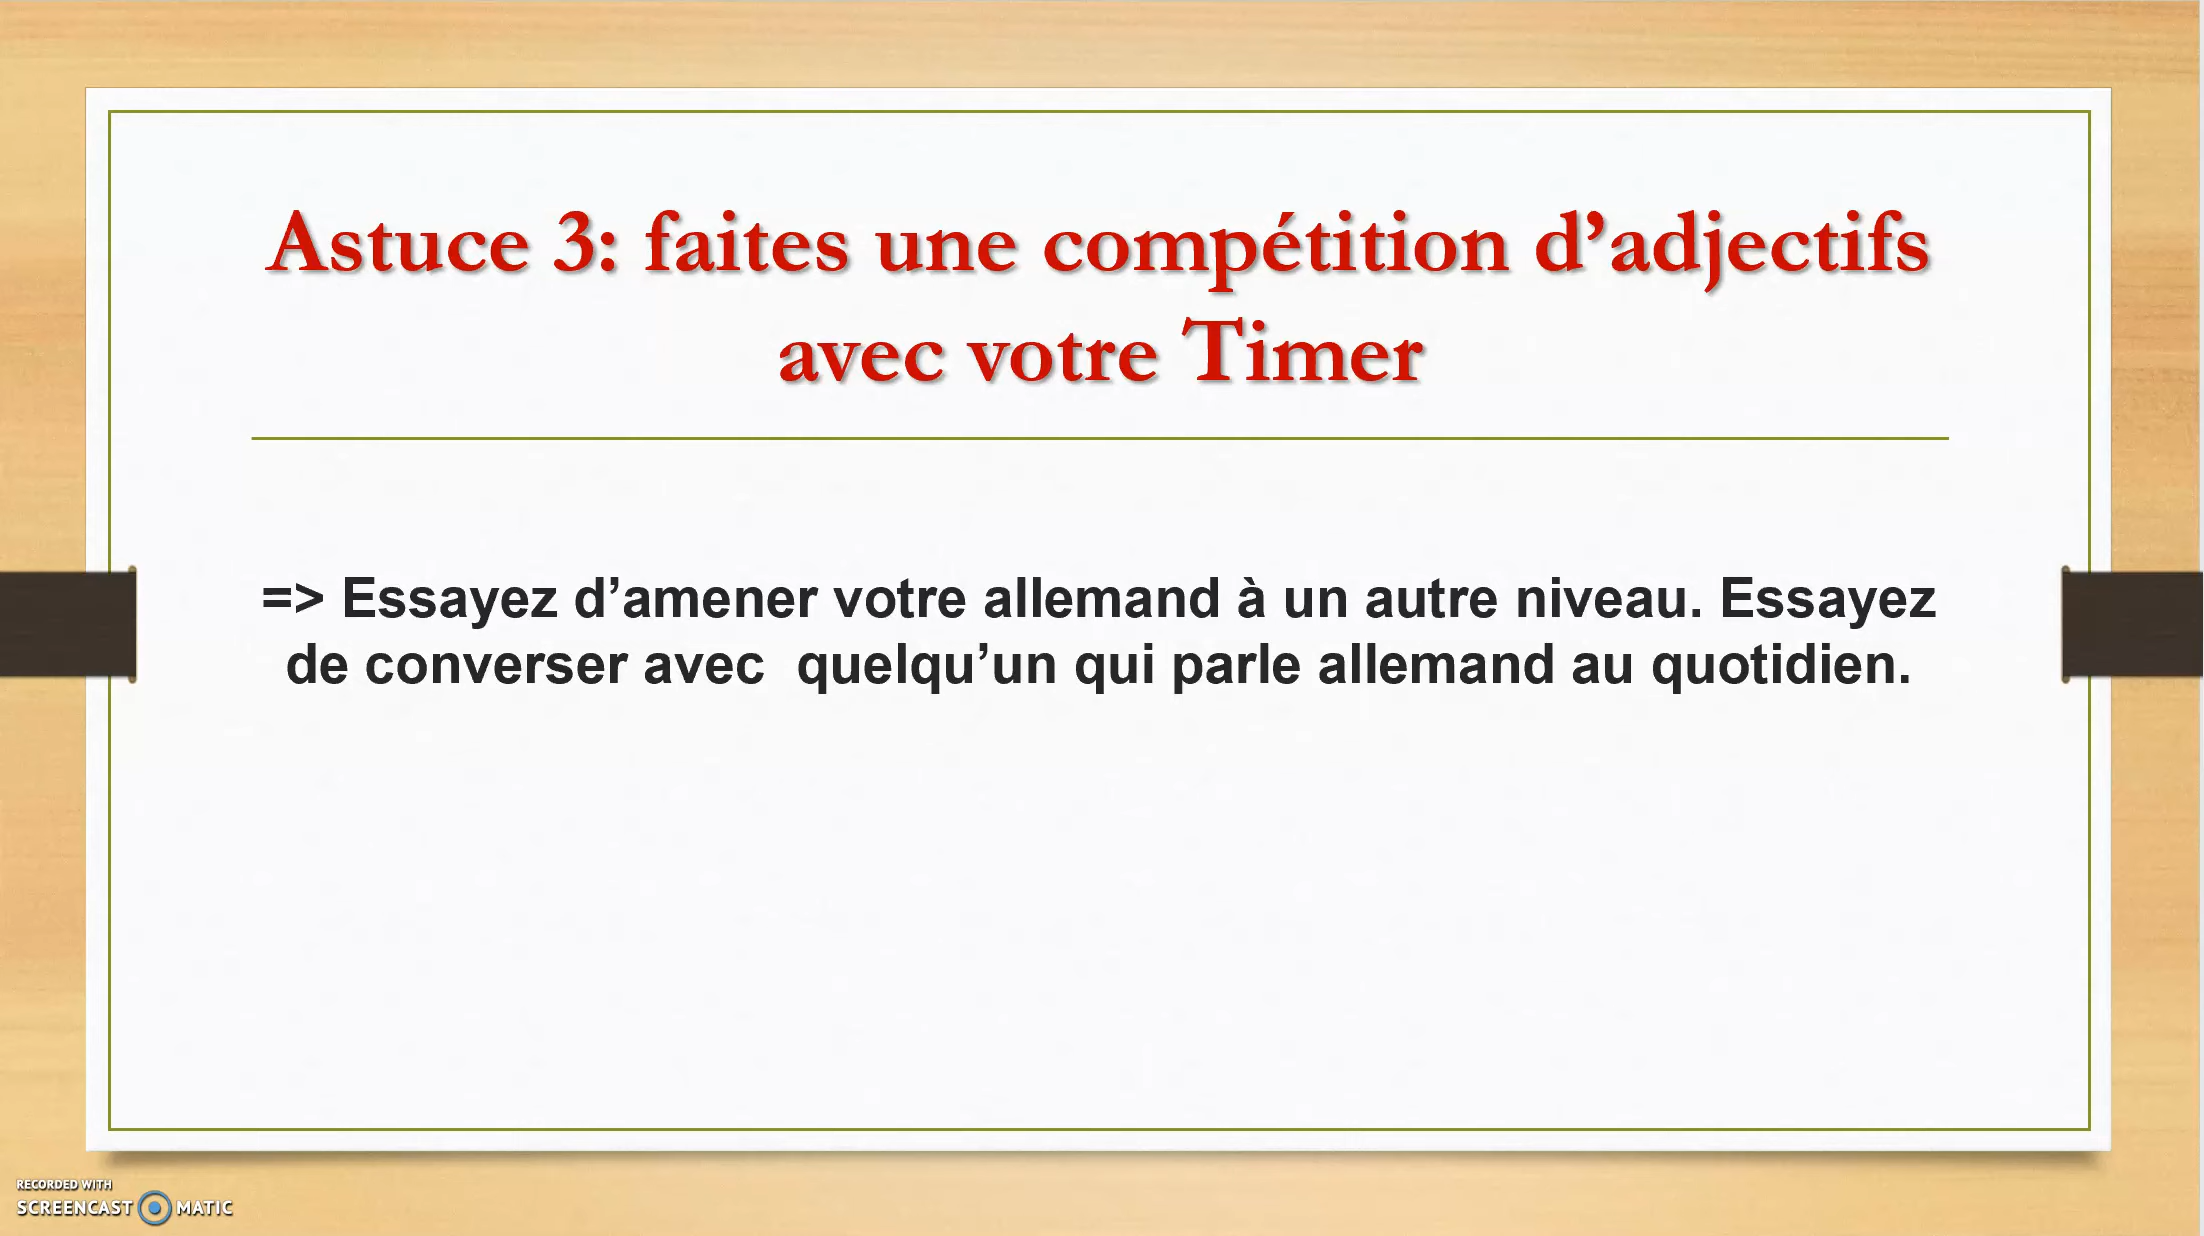 Astuce 3: faites une compétition d’adjectifs
avec votre Timer
=> Essayez d’amener votre allemand à un autre niveau. Essayez
de converser avec  quelqu’un qui parle allemand au quotidien.
RECORDED WITH
SCREENCAST MATIC